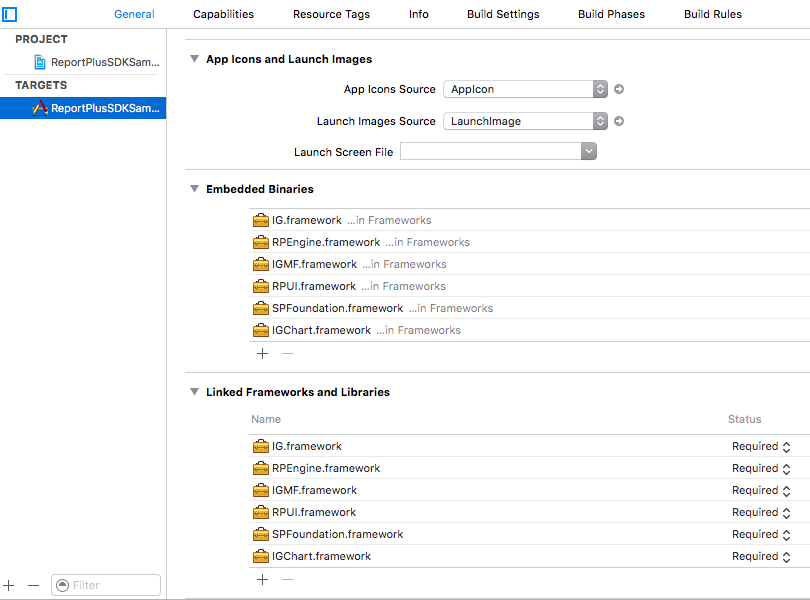 General Capabilities Resource Tags Info Build Settings Build Phases Build Rules
PROJECT
ReportPlusSDKSam...
TARGETS
ReportPlusSDKSam...
App Icons and Launch Images
App Icons Source AppIcon
Launch Images Source LaunchImage
Launch Screen File
Embedded Binaries
IG.framework ...in Frameworks
RPEngine.framework ...in Frameworks
IGMF.framework ...in Frameworks
RPUI.framework ...in Frameworks
SPFoundation.framework ...in Frameworks
IGChart.framework ...in Frameworks
Linked Frameworks and Libraries
Name Status
IG.framework Required
RPEngine.framework Required
IGMF.framework Required
RPUI.framework Required
SPFoundation.framework Required
IGChart.framework Required
Filter